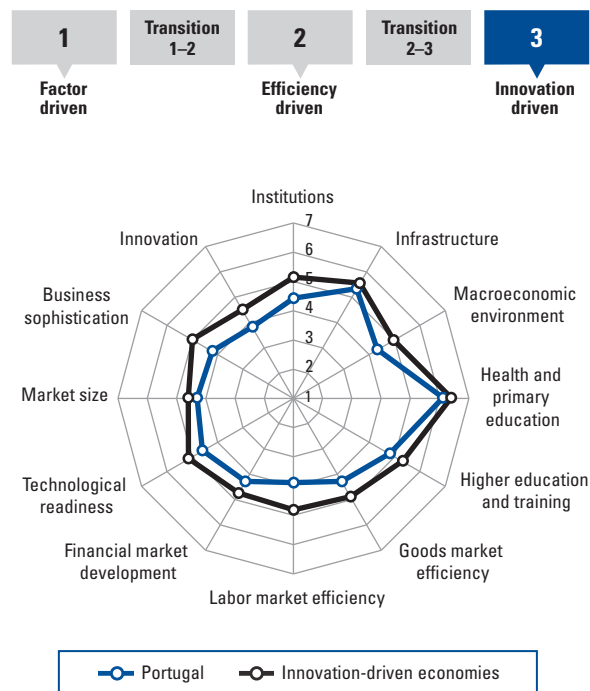 1
Transition
1–2
2
Transition
2–3
3
Factor
driven
Efficiency
driven
Innovation
driven
Institutions
7
Innovation
Infrastructure
6
5
Business
sophistication
Macroeconomic
environment
4
3
2
Market size
1
Health and
primary
education
Technological
readiness
Higher education
and training
Financial market
development
Goods market
efficiency
Labor market efficiency
Portugal
Innovation-driven economies